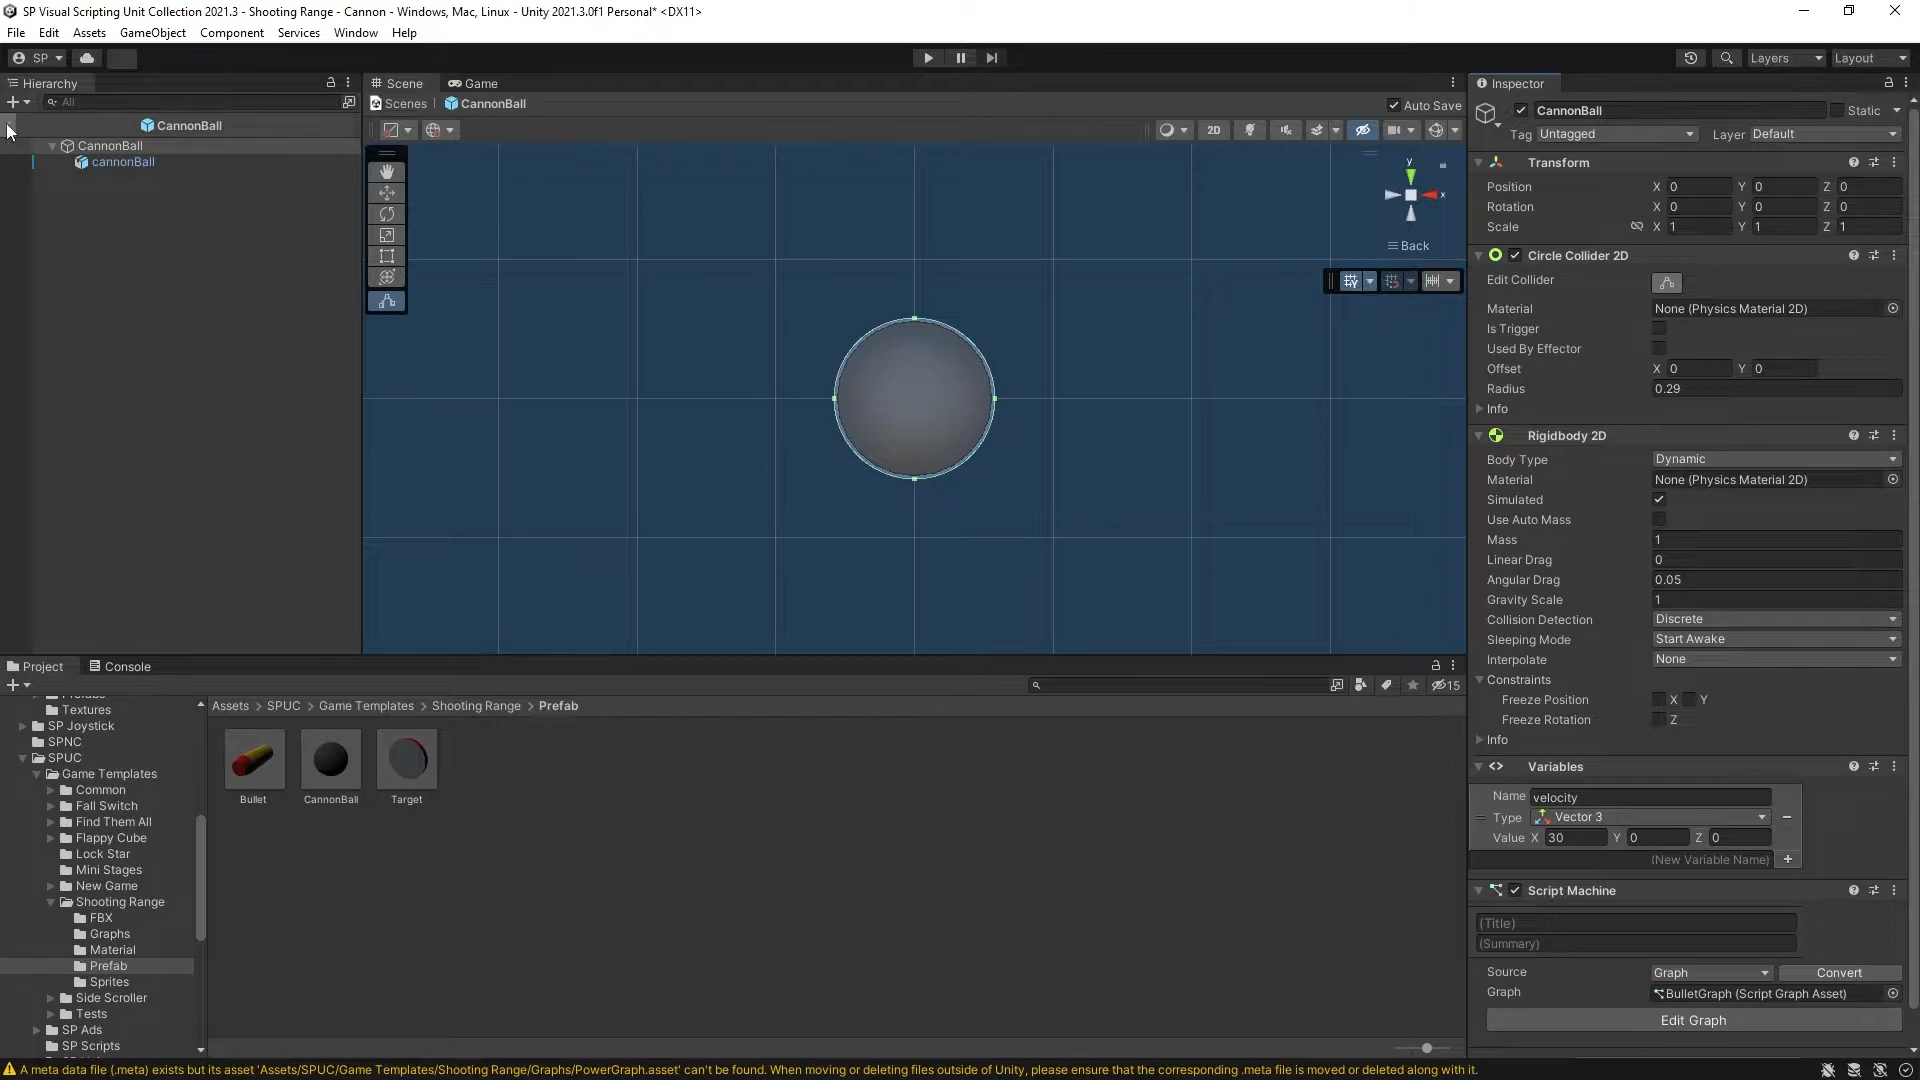 SP Visual Scripting Unit Collection 2021.3 - Shooting Range - Cannon - Windows, Mac, Linux - Unity 2021.3.0f1 Personal* <DX11>
File Edit Assets GameObject Component Services Window Help
SP
Layers Layout
Hierarchy
All
CannonBall
CannonBall
cannonBall
Scene Game
Scenes CannonBall Auto Save
2D
y
x
Back
Inspector
CannonBall Static
Tag Untagged Layer Default
Transform
Position X 0 Y 0 Z 0
Rotation X 0 Y 0 Z 0
Scale X 1 Y 1 Z 1
Circle Collider 2D
Edit Collider
Material None (Physics Material 2D)
Is Trigger
Used By Effector
Offset X 0 Y 0
Radius 0.29
Info
Rigidbody 2D
Body Type Dynamic
Material None (Physics Material 2D)
Simulated
Use Auto Mass
Mass 1
Linear Drag 0
Angular Drag 0.05
Gravity Scale 1
Collision Detection Discrete
Sleeping Mode Start Awake
Interpolate None
Constraints
Freeze Position X Y
Freeze Rotation Z
Info
Variables
Name velocity
Type Vector 3
Value X 30 Y 0 Z 0
(New Variable Name)
Script Machine
(Title)
(Summary)
Source Graph Convert
Graph BulletGraph (Script Graph Asset)
Edit Graph
Project Console
15
Textures
SP Joystick
SPNC
SPUC
Game Templates
Common
Fall Switch
Find Them All
Flappy Cube
Lock Star
Mini Stages
New Game
Shooting Range
FBX
Graphs
Material
Prefab
Sprites
Side Scroller
Tests
SP Ads
SP Scripts
Assets SPUC Game Templates Shooting Range Prefab
Bullet CannonBall Target
A meta data file (.meta) exists but its asset 'Assets/SPUC/Game Templates/Shooting Range/Graphs/PowerGraph.asset' can't be found. When moving or deleting files outside of Unity, please ensure that the corresponding .meta file is moved or deleted along with it.